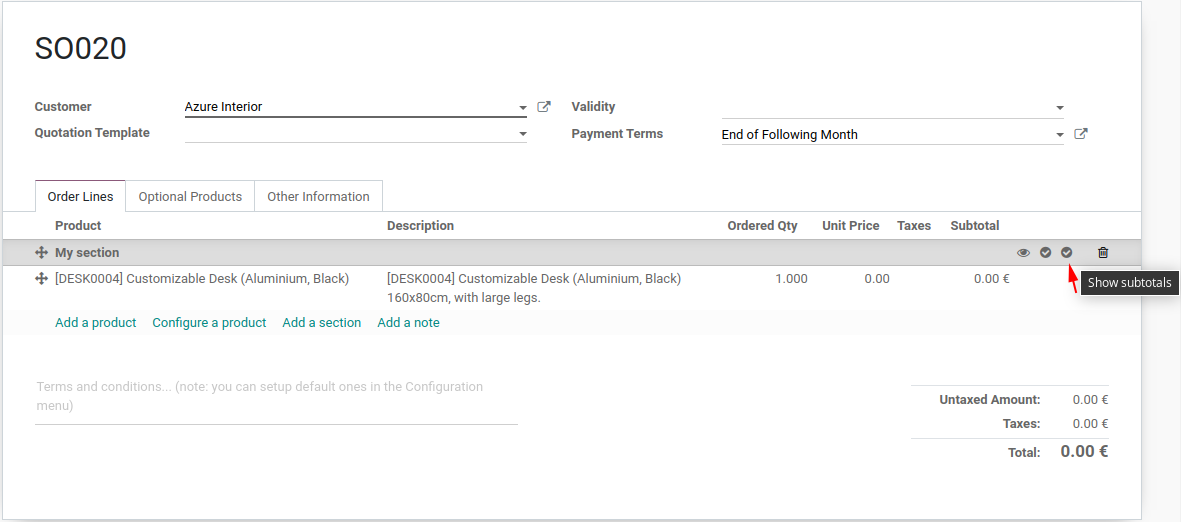 SO020
Customer Azure Interior Validity
Quotation Template Payment Terms End of Following Month
Order Lines Optional Products Other Information
Product Description Ordered Qty Unit Price Taxes Subtotal
My section
[DESK0004] Customizable Desk (Aluminium, Black) [DESK0004] Customizable Desk (Aluminium, Black) 1.000 0.00 0.00 €
Show subtotals
160x80cm, with large legs.
Add a product Configure a product Add a section Add a note
Terms and conditions... (note: you can setup default ones in the Configuration
menu)
Untaxed Amount: 0.00 €
Taxes: 0.00 €
Total: 0.00 €